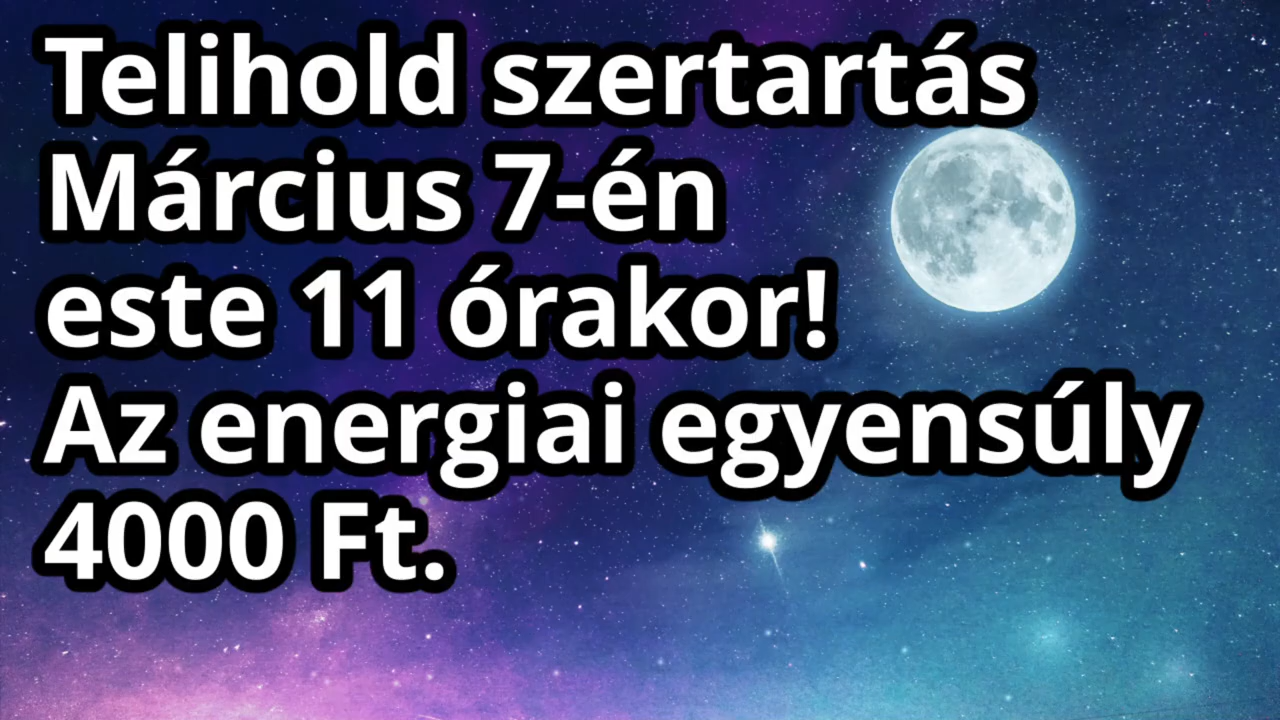 Telihold szertartás
Március 7-én
este 11 órakor!
Az energiai egyensúly
4000 Ft.